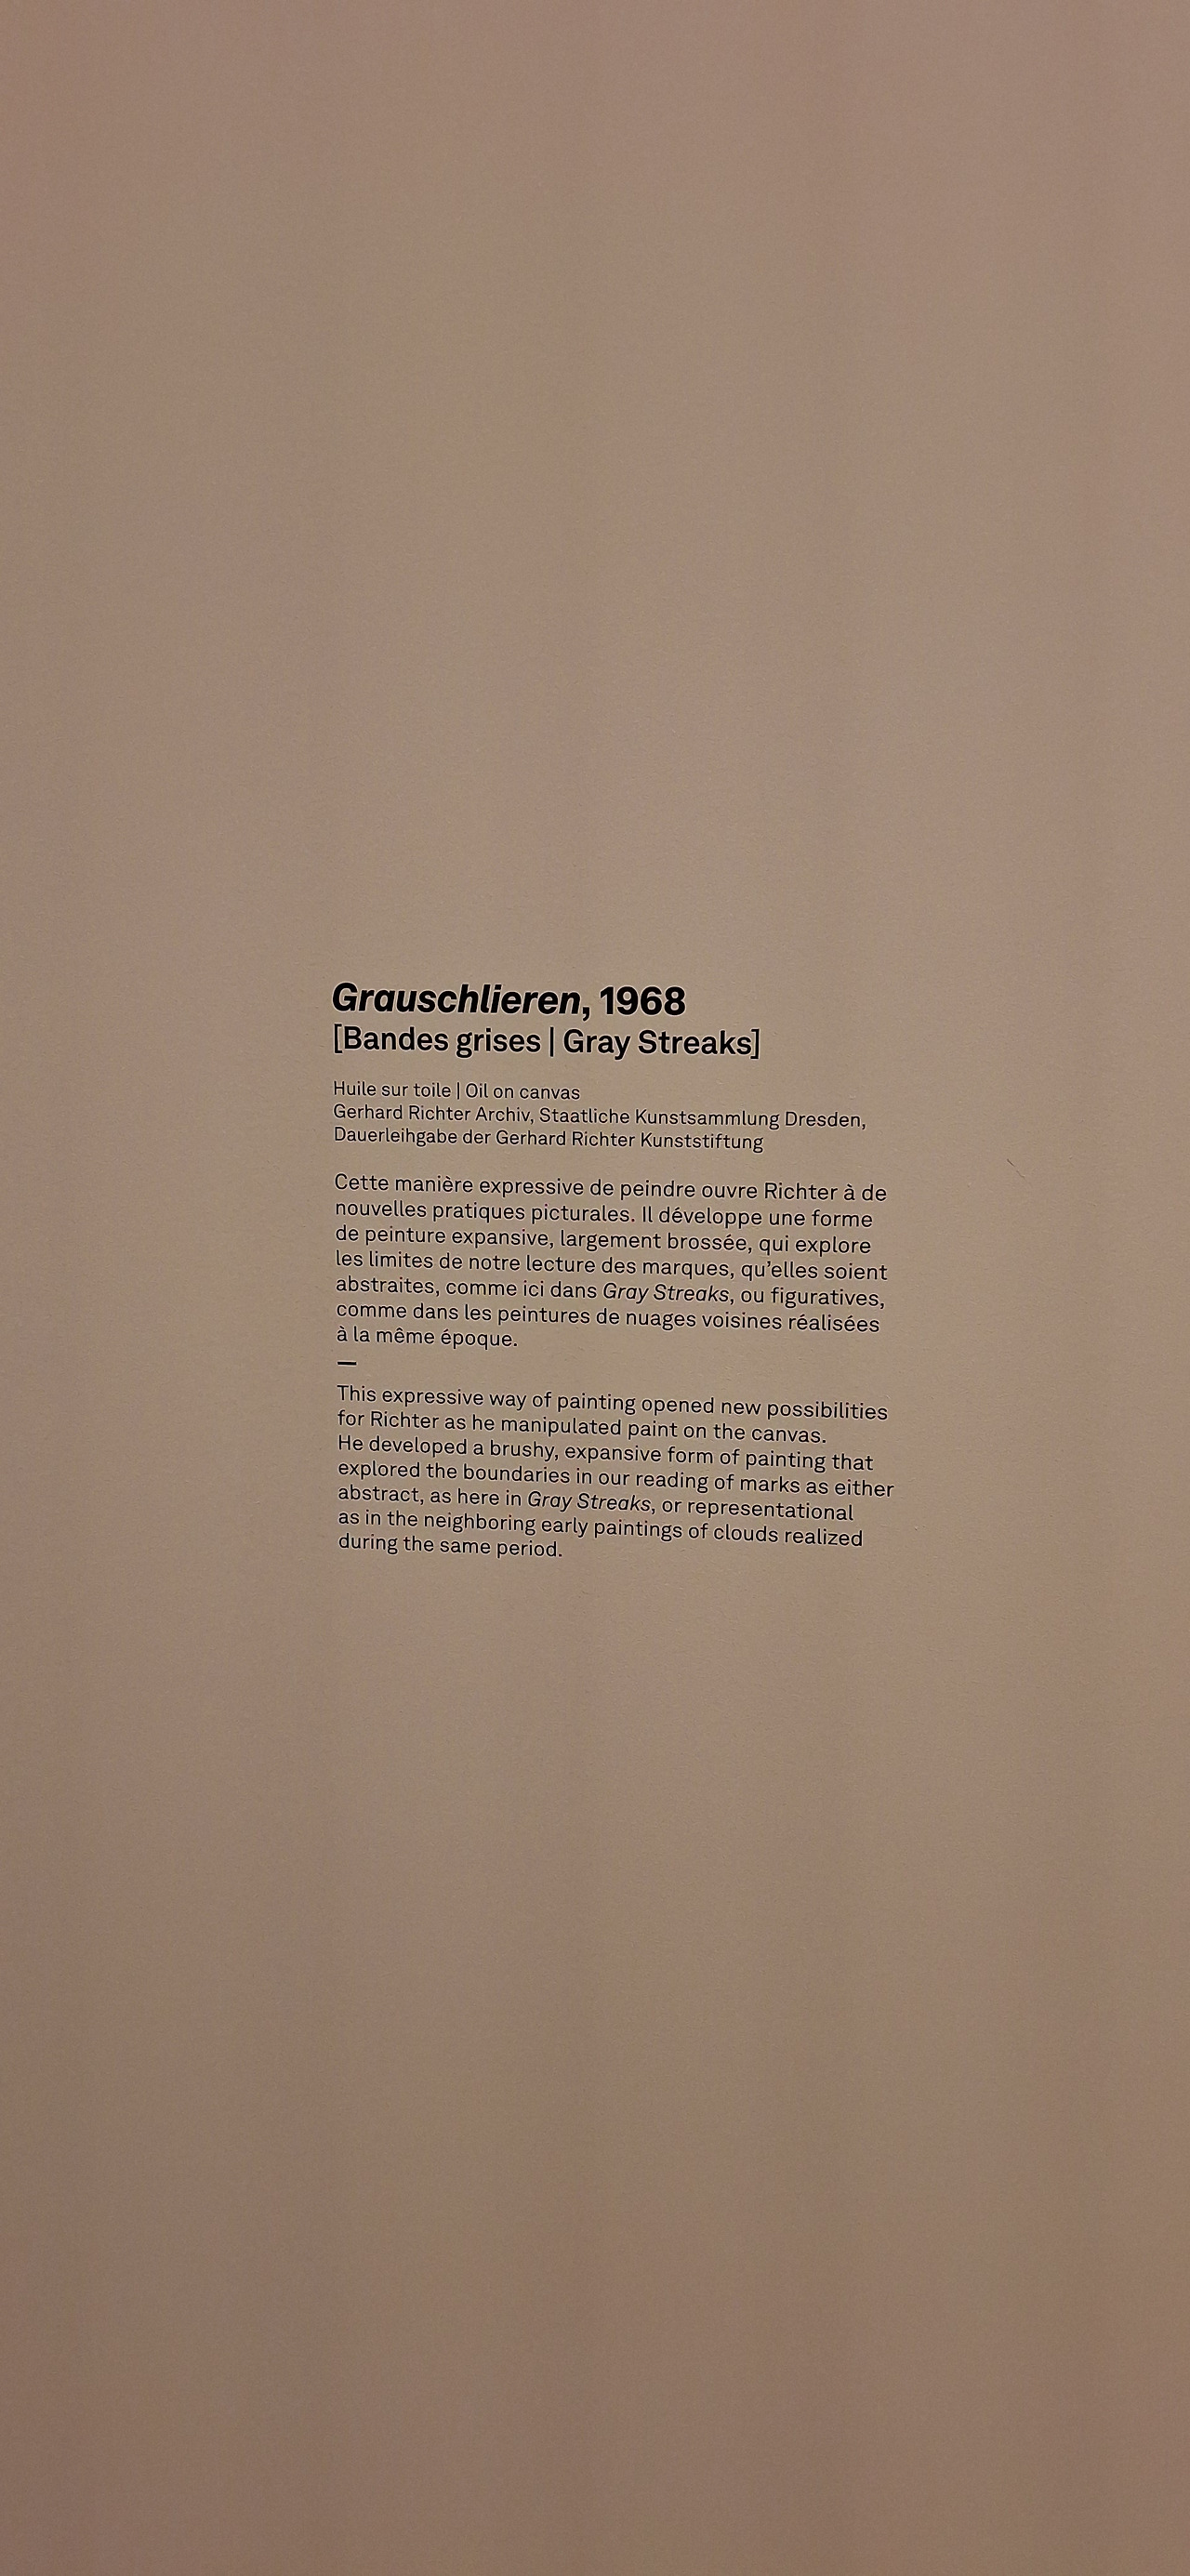 Grauschlieren, 1968
[Bandes grises | Gray Streaks]
Huile sur toile | Oil on canvas
Gerhard Richter Archiv, Staatliche Kunstsammlung Dresden,
Dauerleihgabe der Gerhard Richter Kunststiftung
Cette manière expressive de peindre ouvre Richter à de
nouvelles pratiques picturales. Il développe une forme
de peinture expansive, largement brossée, qui explore
les limites de notre lecture des marques, qu’elles soient
abstraites, comme ici dans Gray Streaks, ou figuratives,
comme dans les peintures de nuages voisines réalisées
à la même époque.
—
This expressive way of painting opened new possibilities
for Richter as he manipulated paint on the canvas.
He developed a brushy, expansive form of painting that
explored the boundaries in our reading of marks as either
abstract, as here in Gray Streaks, or representational
as in the neighboring early paintings of clouds realized
during the same period.